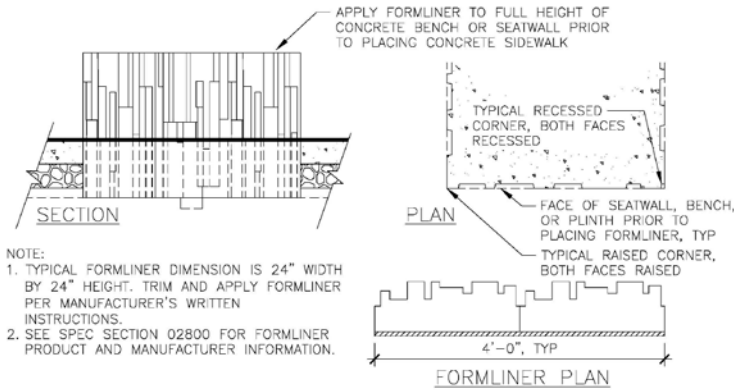 APPLY FORMLINER TO FULL HEIGHT OF
CONCRETE BENCH OR SEATWALL PRIOR
TO PLACING CONCRETE SIDEWALK
TYPICAL RECESSED
CORNER, BOTH FACES
RECESSED
SECTION
PLAN
FACE OF SEATWALL, BENCH,
OR PLINTH PRIOR TO
PLACING FORMLINER, TYP
TYPICAL RAISED CORNER,
BOTH FACES RAISED
NOTE:
1. TYPICAL FORMLINER DIMENSION IS 24" WIDTH
BY 24" HEIGHT. TRIM AND APPLY FORMLINER
PER MANUFACTURER'S WRITTEN
INSTRUCTIONS.
2. SEE SPEC SECTION 02800 FOR FORMLINER
PRODUCT AND MANUFACTURER INFORMATION.
4'-0", TYP
FORMLINER PLAN